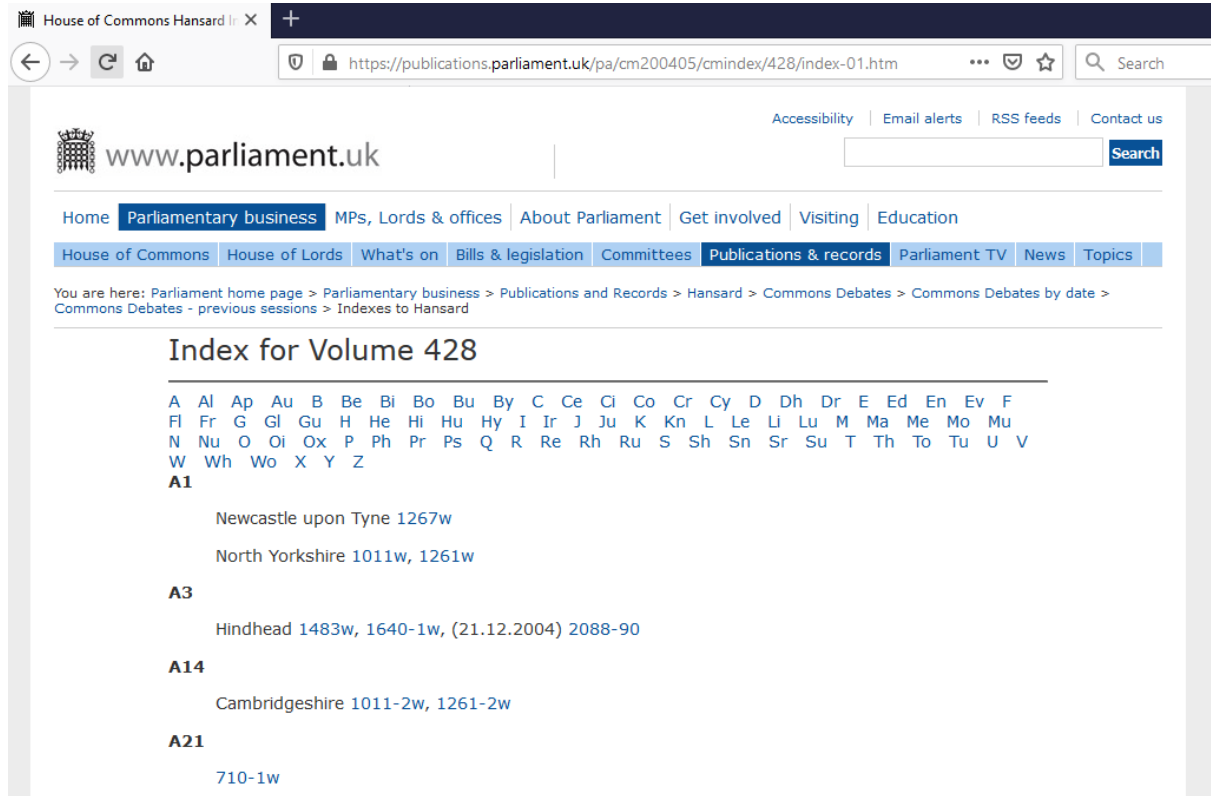 House of Commons Hansard In
https://publications.parliament.uk/pa/cm200405/cmindex/428/index-01.htm
Search
Accessibility | Email alerts | RSS feeds | Contact us
www.parliament.uk
Search
Home Parliamentary business MPs, Lords & offices About Parliament Get involved Visiting Education
House of Commons House of Lords What's on Bills & legislation Committees Publications & records Parliament TV News Topics
You are here: Parliament home page > Parliamentary business > Publications and Records > Hansard > Commons Debates > Commons Debates by date >
Commons Debates - previous sessions > Indexes to Hansard
Index for Volume 428
A Al Ap Au B Be Bi Bo Bu By C Ce Ci Co Cr Cy D Dh Dr E Ed En Ev F
Fl Fr G Gl Gu H He Hi Hu Hy I Ir J Ju K Kn L Le Li Lu M Ma Me Mo Mu
N Nu O Oi Ox P Ph Pr Ps Q R Re Rh Ru S Sh Sn Sr Su T Th To Tu U V
W Wh Wo X Y Z
A1
Newcastle upon Tyne 1267w
North Yorkshire 1011w, 1261w
A3
Hindhead 1483w, 1640-1w, (21.12.2004) 2088-90
A14
Cambridgeshire 1011-2w, 1261-2w
A21
710-1w